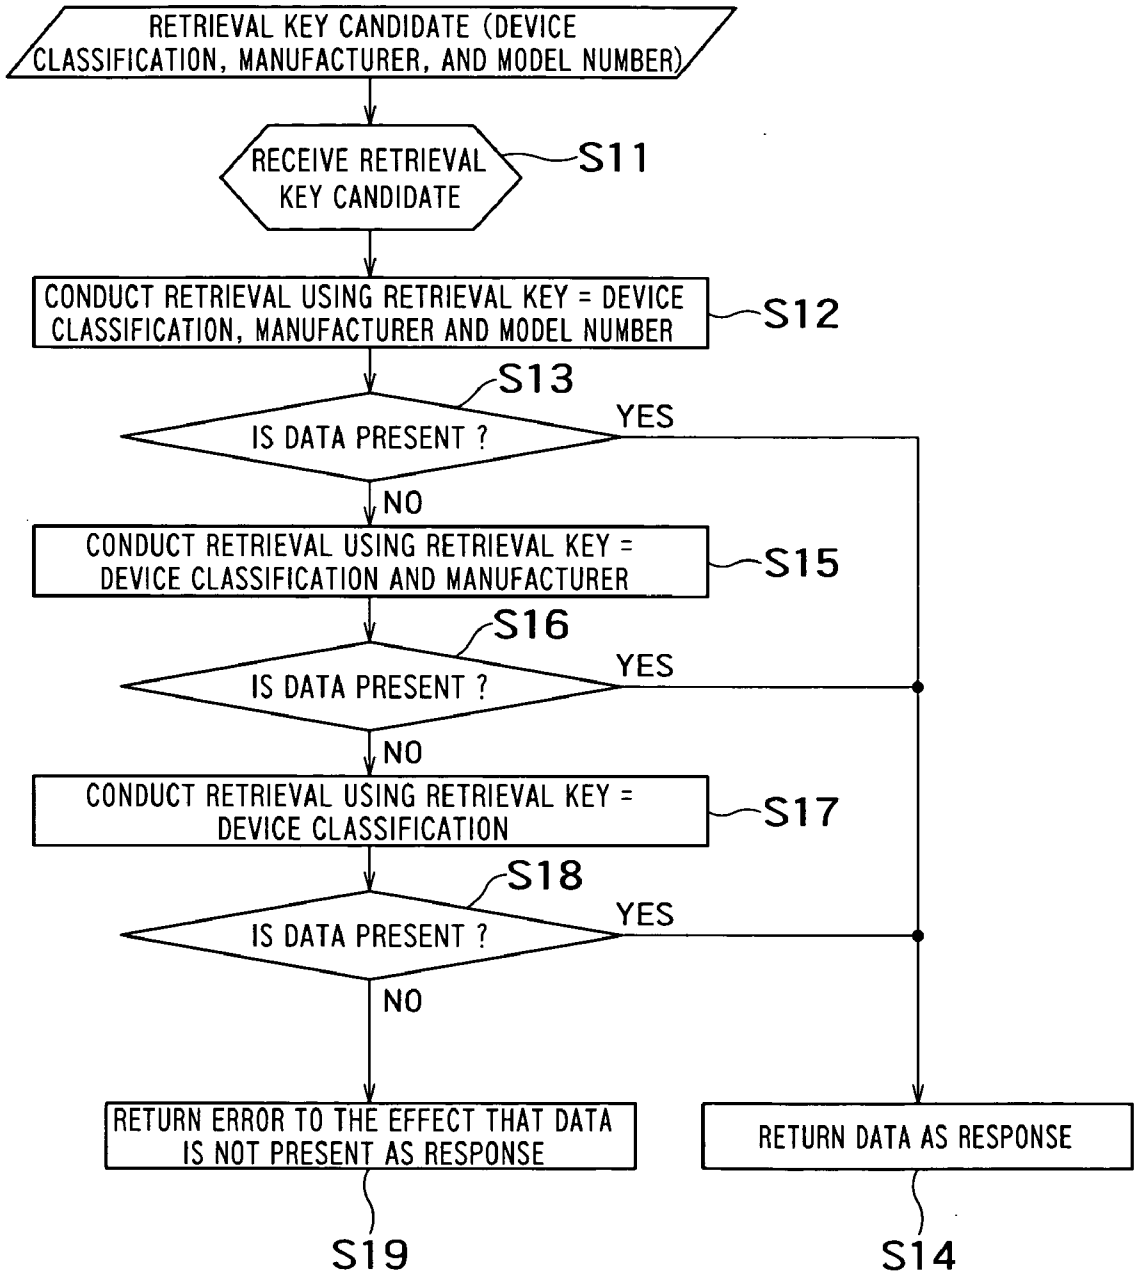 RETRIEVAL KEY CANDIDATE (DEVICE
CLASSIFICATION, MANUFACTURER, AND MODEL NUMBER)
RECEIVE RETRIEVAL
KEY CANDIDATE
S11
CONDUCT RETRIEVAL USING RETRIEVAL KEY = DEVICE
CLASSIFICATION, MANUFACTURER AND MODEL NUMBER
S12
S13
IS DATA PRESENT ?
YES
NO
CONDUCT RETRIEVAL USING RETRIEVAL KEY =
DEVICE CLASSIFICATION AND MANUFACTURER
S15
S16
IS DATA PRESENT ?
YES
NO
CONDUCT RETRIEVAL USING RETRIEVAL KEY =
DEVICE CLASSIFICATION
S17
S18
IS DATA PRESENT ?
YES
NO
RETURN ERROR TO THE EFFECT THAT DATA
IS NOT PRESENT AS RESPONSE
S19
RETURN DATA AS RESPONSE
S14